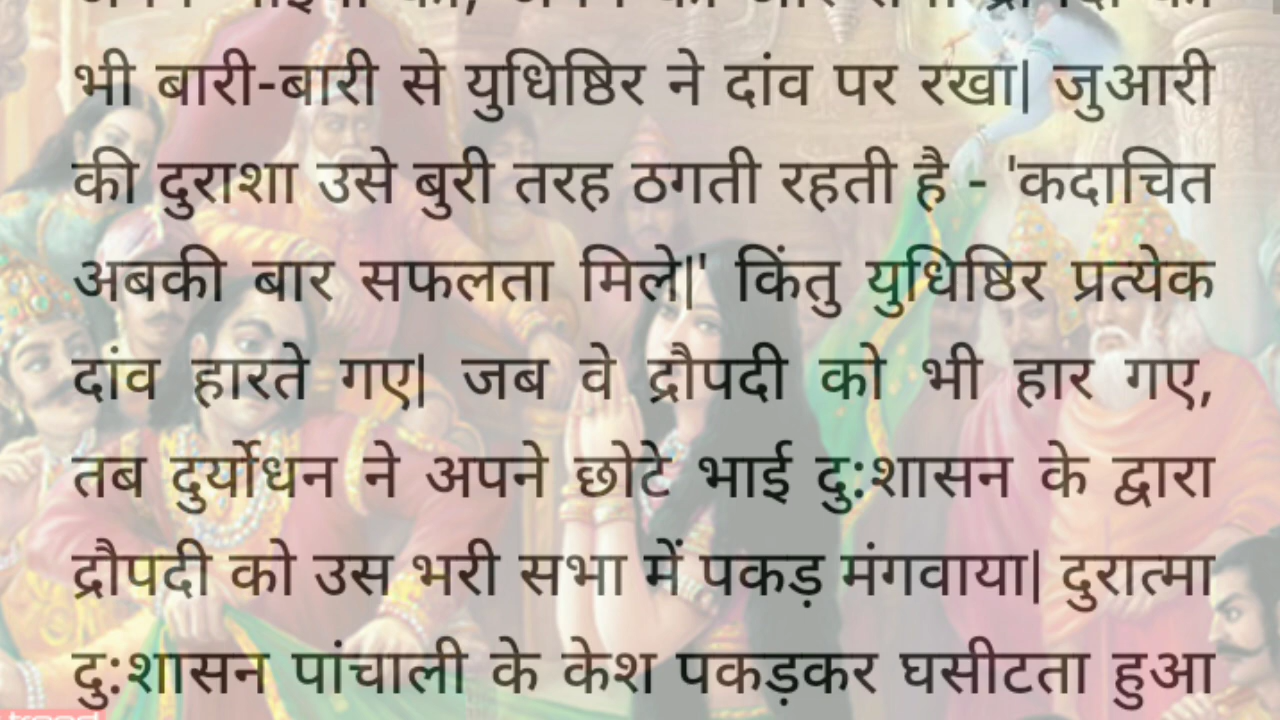 भी बारी-बारी से युधिष्ठिर ने दांव पर रखा| जुआरी
की दुराशा उसे बुरी तरह ठगती रहती है - 'कदाचित
अबकी बार सफलता मिले|' किंतु युधिष्ठिर प्रत्येक
दांव हारते गए| जब वे द्रौपदी को भी हार गए,
तब दुर्योधन ने अपने छोटे भाई दु:शासन के द्वारा
द्रौपदी को उस भरी सभा में पकड़ मंगवाया| दुरात्मा
दु:शासन पांचाली के केश पकड़कर घसीटता हुआ